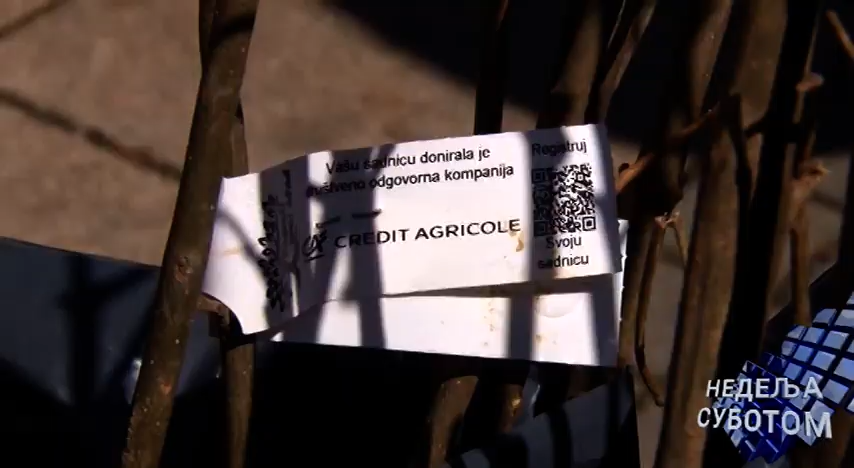 Vašu sadnicu donirala je
društveno odgovorna kompanija
CREDIT AGRICOLE
Registruj
Svoju
sadnicu
НЕДЕЉА
СУБОТОМ